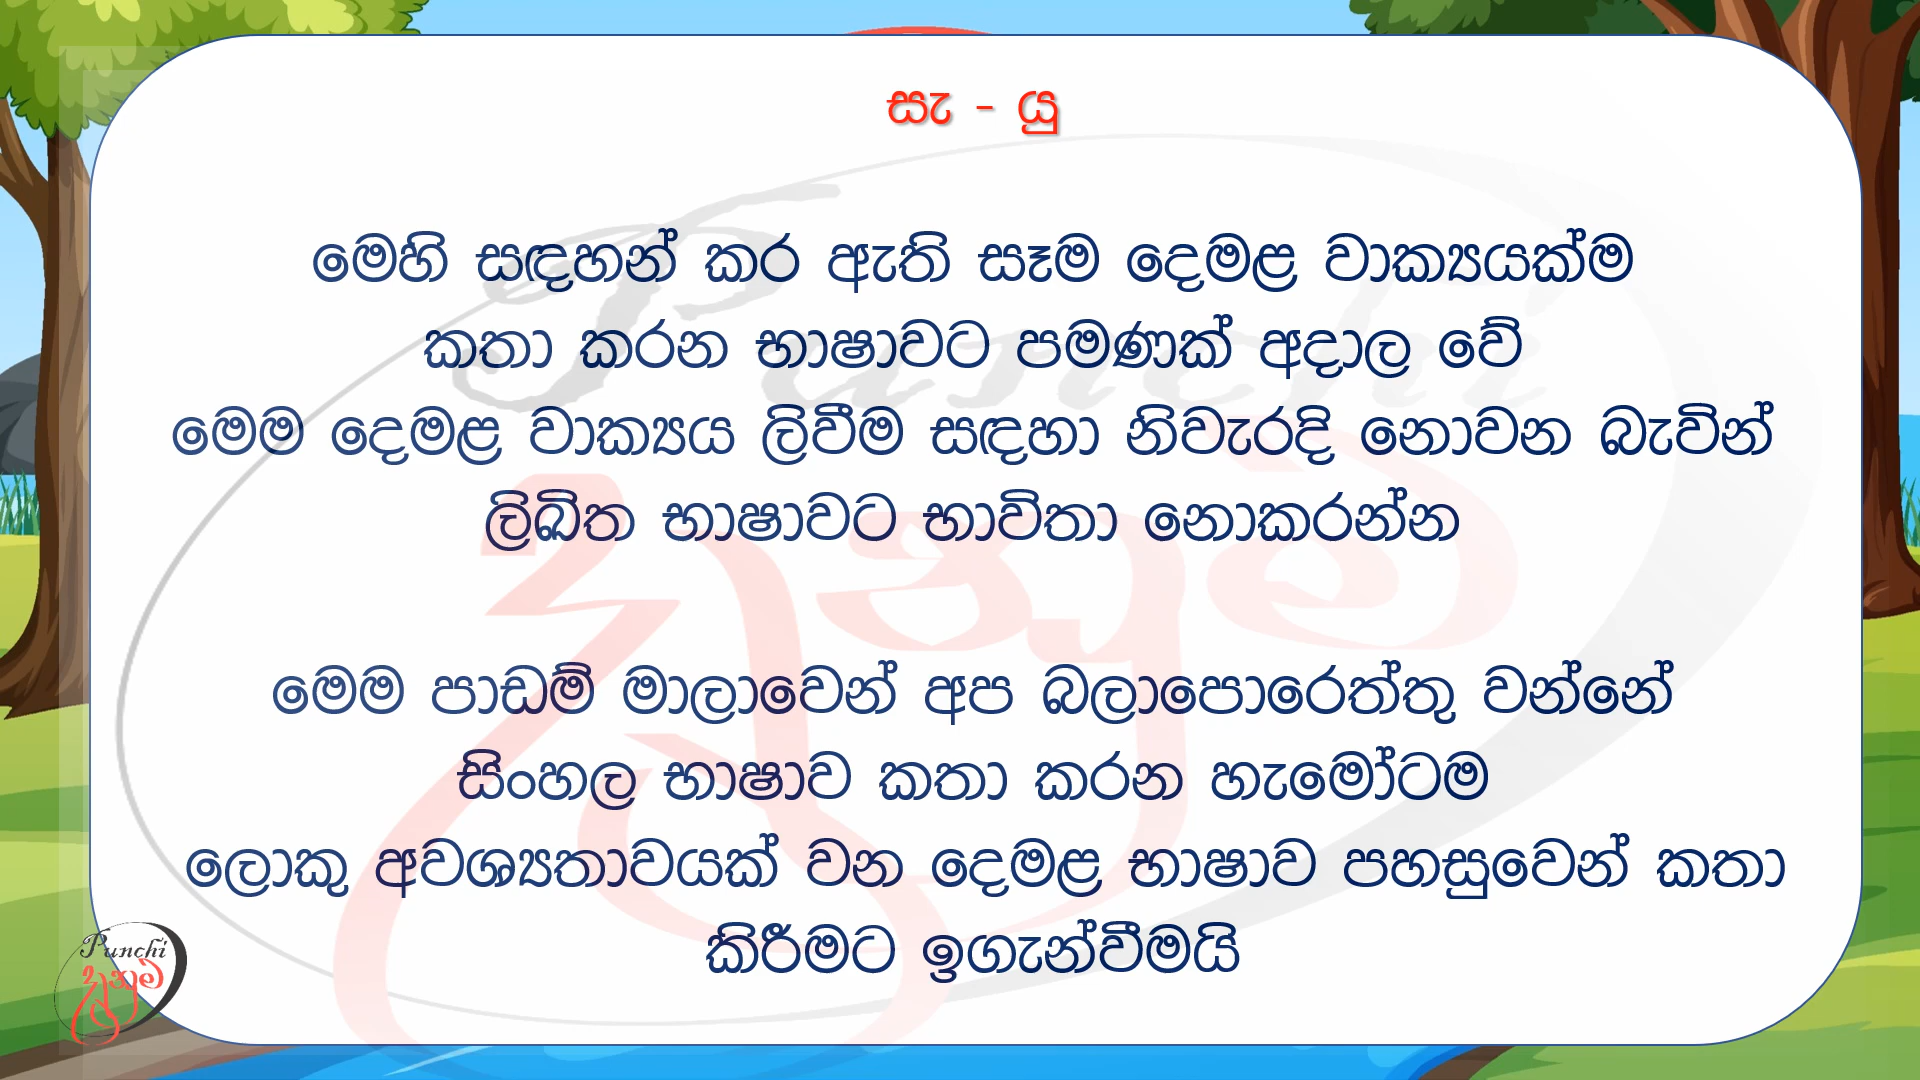 සැ - යු
මෙහි සඳහන් කර ඇති සෑම දෙමළ වාක්‍යයක්ම
කතා කරන භාෂාවට පමණක් අදාල වේ
මෙම දෙමළ වාක්‍යය ලිවීම සඳහා නිවැරදි නොවන බැවින්
ලිඛිත භාෂාවට භාවිතා නොකරන්න
මෙම පාඩම් මාලාවෙන් අප බලාපොරෙත්තු වන්නේ
සිංහල භාෂාව කතා කරන හැමෝටම
ලොකු අවශ්‍යතාවයක් වන දෙමළ භාෂාව පහසුවෙන් කතා
කිරීමට ඉගැන්වීමයි
Punchi
දැනුම